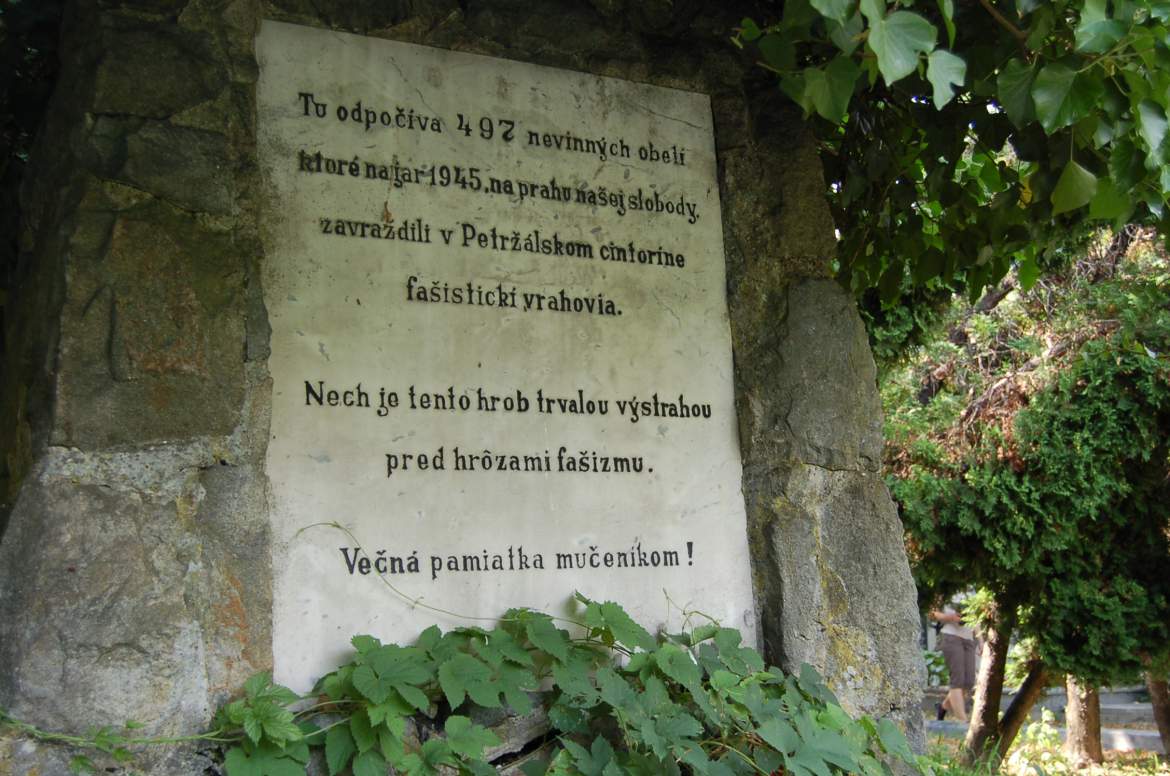 Tu odpočíva 497 nevinných obetí
ktoré na jar 1945, na prahu našej slobody,
zavraždili v Petržálskom cintoríne
fašistickí vrahovia.
Nech je tento hrob trvalou výstrahou
pred hrôzami fašizmu.
Večná pamiatka mučeníkom!